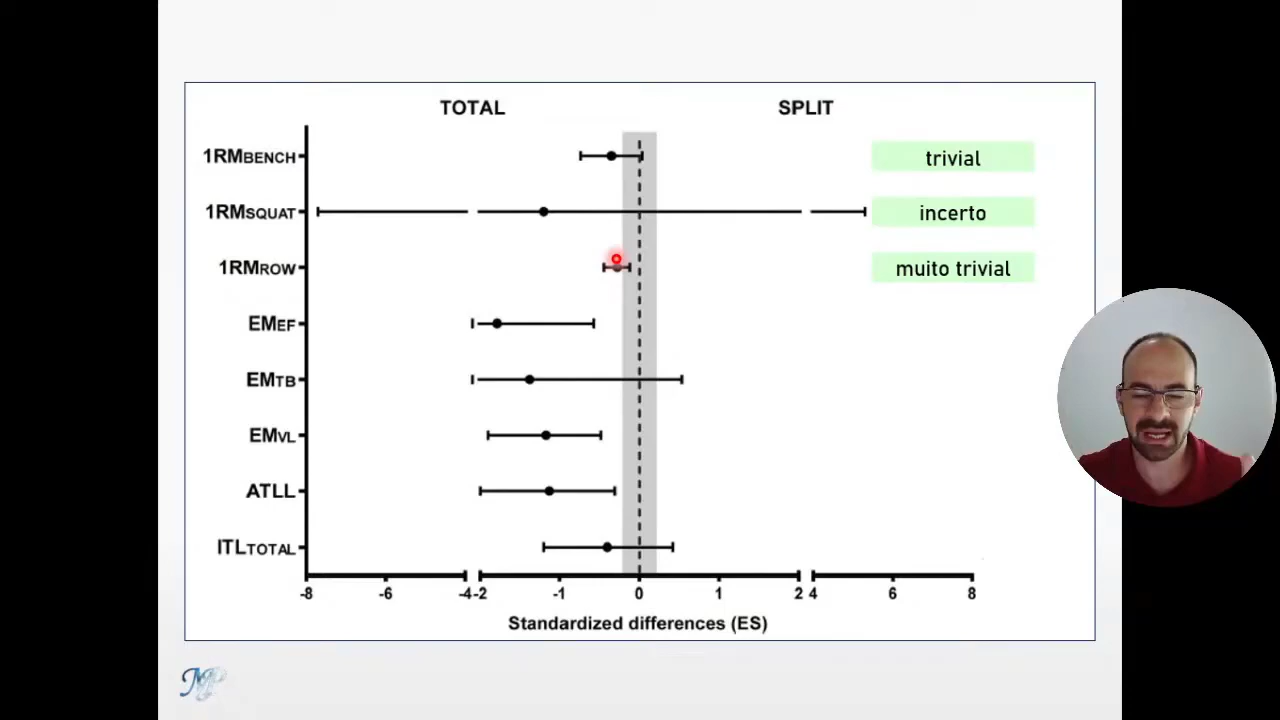 TOTAL SPLIT
1RMBENCH trivial
1RMSQUAT incerto
1RMROW muito trivial
EMEF
EMTB
EMVL
ATLL
ITLTOTAL
-8 -6 -4 -2 -1 0 1 2 4 6 8
Standardized differences (ES)
MP